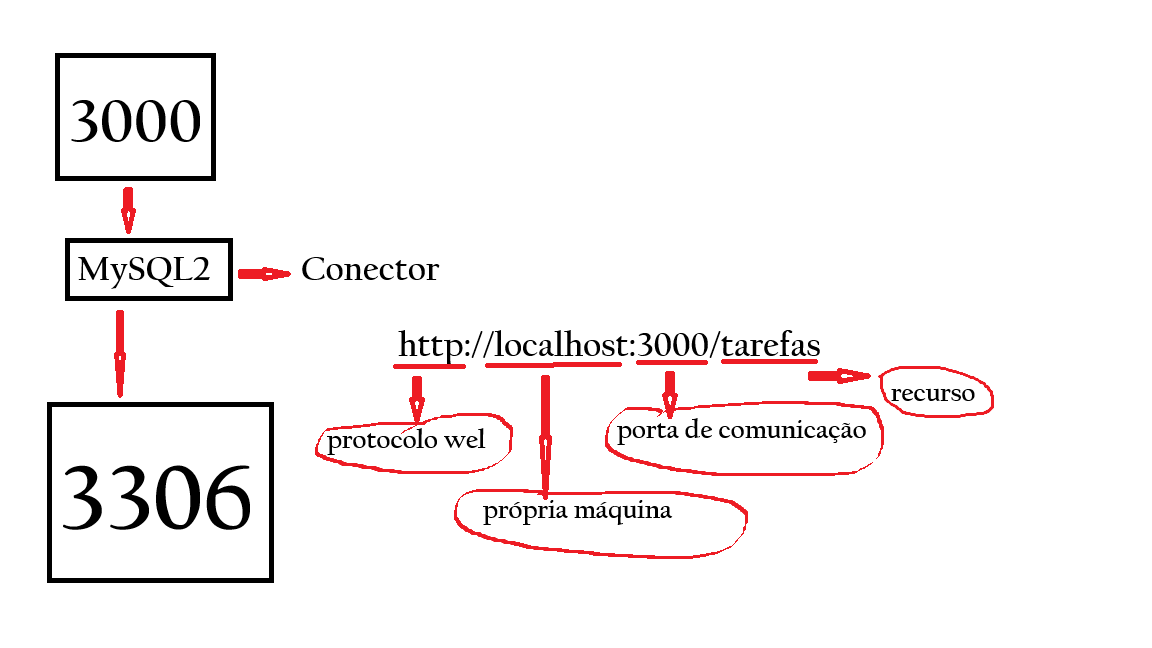 3000
MySQL2
Conector
3306
http://localhost:3000/tarefas
recurso
protocolo wel
porta de comunicação
própria máquina